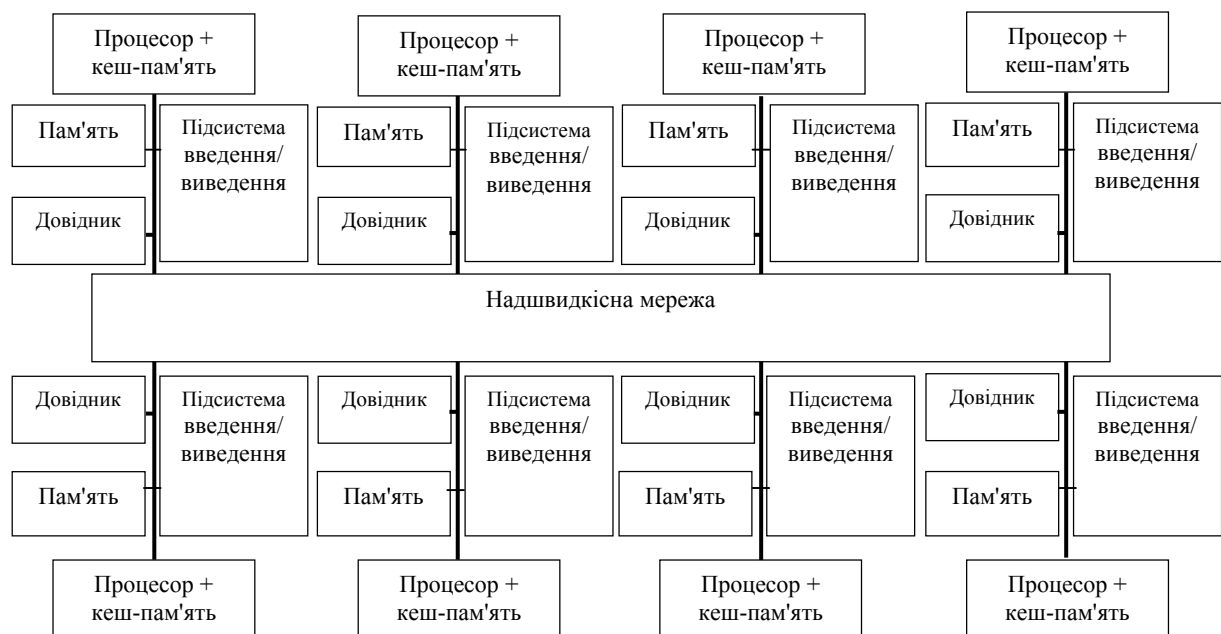 Процесор +
кеш-пам'ять
Процесор +
кеш-пам'ять
Процесор +
кеш-пам'ять
Процесор +
кеш-пам'ять
Пам'ять
Підсистема
введення/
виведення
Довідник
Пам'ять
Підсистема
введення/
виведення
Довідник
Пам'ять
Підсистема
введення/
виведення
Довідник
Пам'ять
Підсистема
введення/
виведення
Довідник
Надшвидкісна мережа
Довідник
Підсистема
введення/
виведення
Пам'ять
Довідник
Підсистема
введення/
виведення
Пам'ять
Довідник
Підсистема
введення/
виведення
Пам'ять
Довідник
Підсистема
введення/
виведення
Пам'ять
Процесор +
кеш-пам'ять
Процесор +
кеш-пам'ять
Процесор +
кеш-пам'ять
Процесор +
кеш-пам'ять